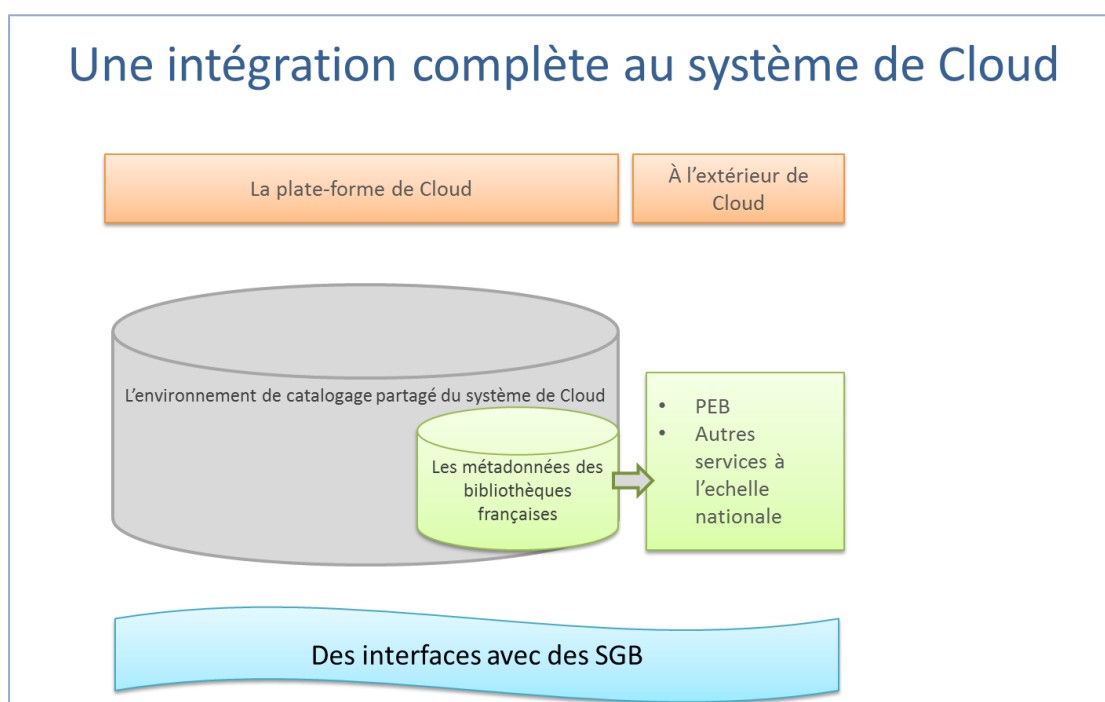 Une intégration complète au système de Cloud
La plate-forme de Cloud
À l'extérieur de
Cloud
L'environnement de catalogage partagé du système de Cloud
Les métadonnées des
bibliothèques
françaises
• PEB
• Autres
services à
l'echelle
nationale
Des interfaces avec des SGB